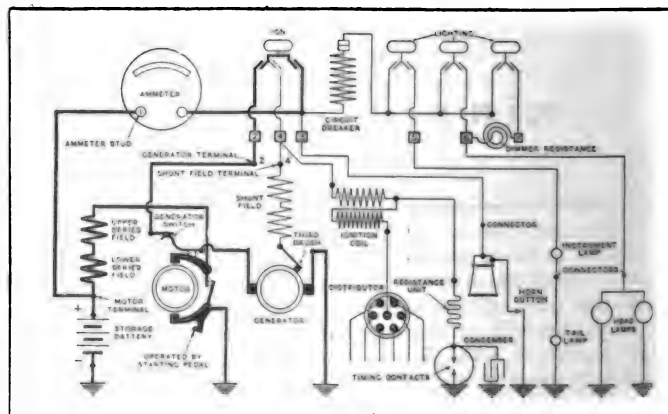 IGN
LIGHTING
AMMETER
AMMETER STUD
CIRCUIT
BREAKER
DIMMER RESISTANCE
GENERATOR TERMINAL
2
4
SHUNT FIELD TERMINAL
GENERATOR
SWITCH
SHUNT
FIELD
THIRD
BRUSH
IGNITION
COIL
CONNECTOR
UPPER
SERIES
FIELD
LOWER
SERIES
FIELD
MOTOR
TERMINAL
MOTOR
GENERATOR
DISTRIBUTOR
RESISTANCE
UNIT
HORN
BUTTON
INSTRUMENT
LAMP
CONNECTORS
HEAD
LAMPS
TAIL
LAMP
+
STORAGE
BATTERY
-
OPERATED BY
STARTING PEDAL
TIMING CONTACTS
CONDENSER